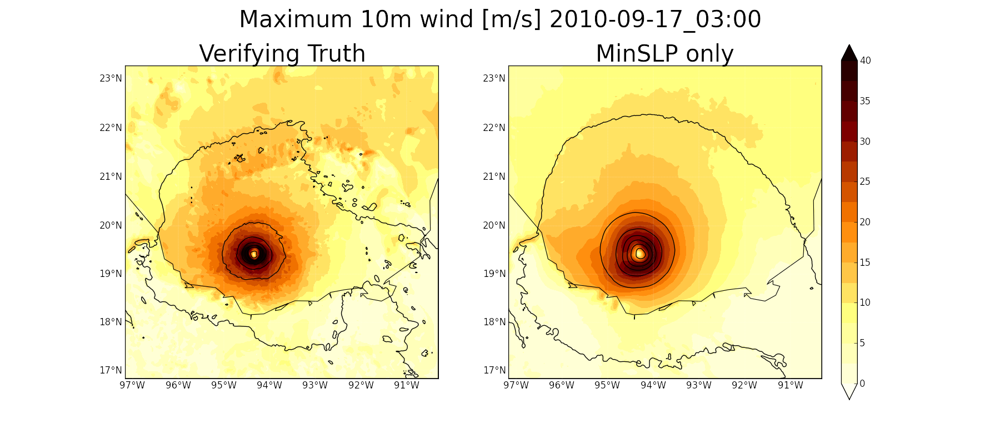 Maximum 10m wind [m/s] 2010-09-17_03:00
Verifying Truth
MinSLP only
23°N
22°N
21°N
20°N
19°N
18°N
17°N
97°W 96°W 95°W 94°W 93°W 92°W 91°W
23°N
22°N
21°N
20°N
19°N
18°N
17°N
97°W 96°W 95°W 94°W 93°W 92°W 91°W
40
35
30
25
20
15
10
5
0